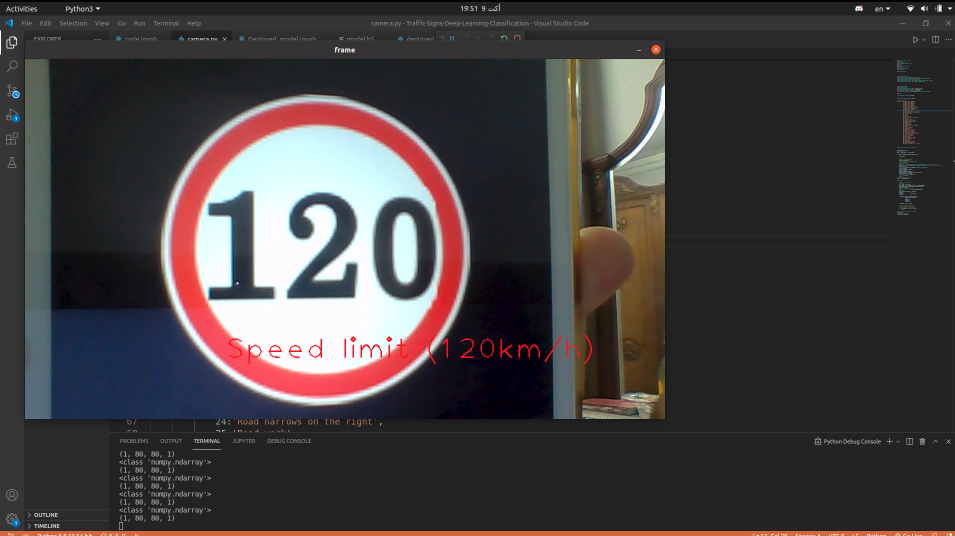 Activities
Python3
19:51 9 أكت
en
File Edit Selection View Go Run Terminal Help
camera.py - Traffic-Signs-Deep-Learning-Classification - Visual Studio Code
EXPLORER
code.ipynb
camera.py
Deployed_model.ipynb
model.h5
deployed
frame
120
Speed limit (120km/h)
67
24:'Road narrows on the right',
PROBLEMS OUTPUT TERMINAL JUPYTER DEBUG CONSOLE
Python Debug Console
(1, 80, 80, 1)
<class 'numpy.ndarray'>
(1, 80, 80, 1)
<class 'numpy.ndarray'>
(1, 80, 80, 1)
<class 'numpy.ndarray'>
(1, 80, 80, 1)
<class 'numpy.ndarray'>
(1, 80, 80, 1)
OUTLINE
TIMELINE